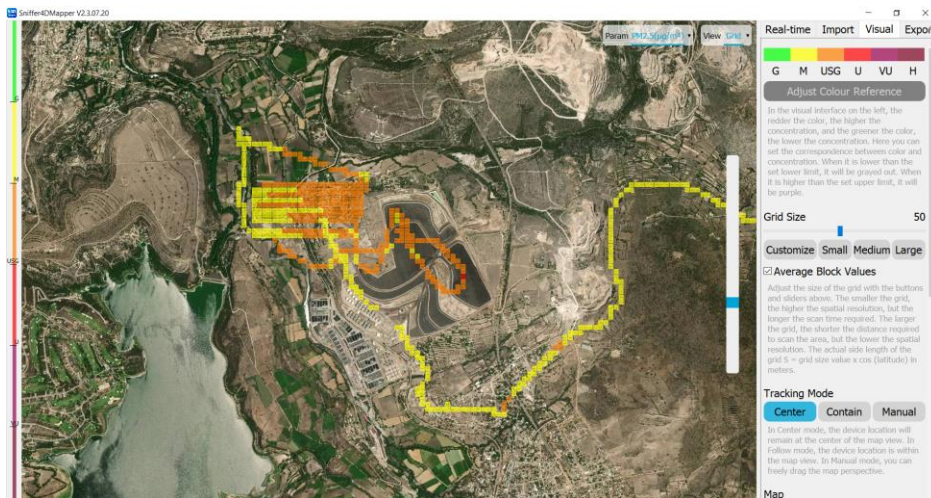 Sniffer4DMapper V2.3.07.20
Param PM2.5(μg/m³)
View Grid
G
M
USG
U
VU
Real-time Import Visual Expo
G M USG U VU H
Adjust Colour Reference
In the visual interface on the left, the
redder the color, the higher the
concentration, and the greener the color,
the lower the concentration. Here you can
set the correspondence between color and
concentration. When it is lower than the
set lower limit, it will be grayed out. When
it is higher than the set upper limit, it will
be purple.
Grid Size 50
Customize Small Medium Large
Average Block Values
Adjust the size of the grid with the buttons
and sliders above. The smaller the grid,
the higher the spatial resolution, but the
longer the scan time required. The larger
the grid, the shorter the distance required
to scan the area, but the lower the spatial
resolution. The actual side length of the
grid S = grid size value x cos (latitude) in
meters.
Tracking Mode
Center Contain Manual
In Center mode, the device location will
remain at the center of the map view. In
Follow mode, the device location is within
the map view. In Manual mode, you can
freely drag the map perspective.
Map